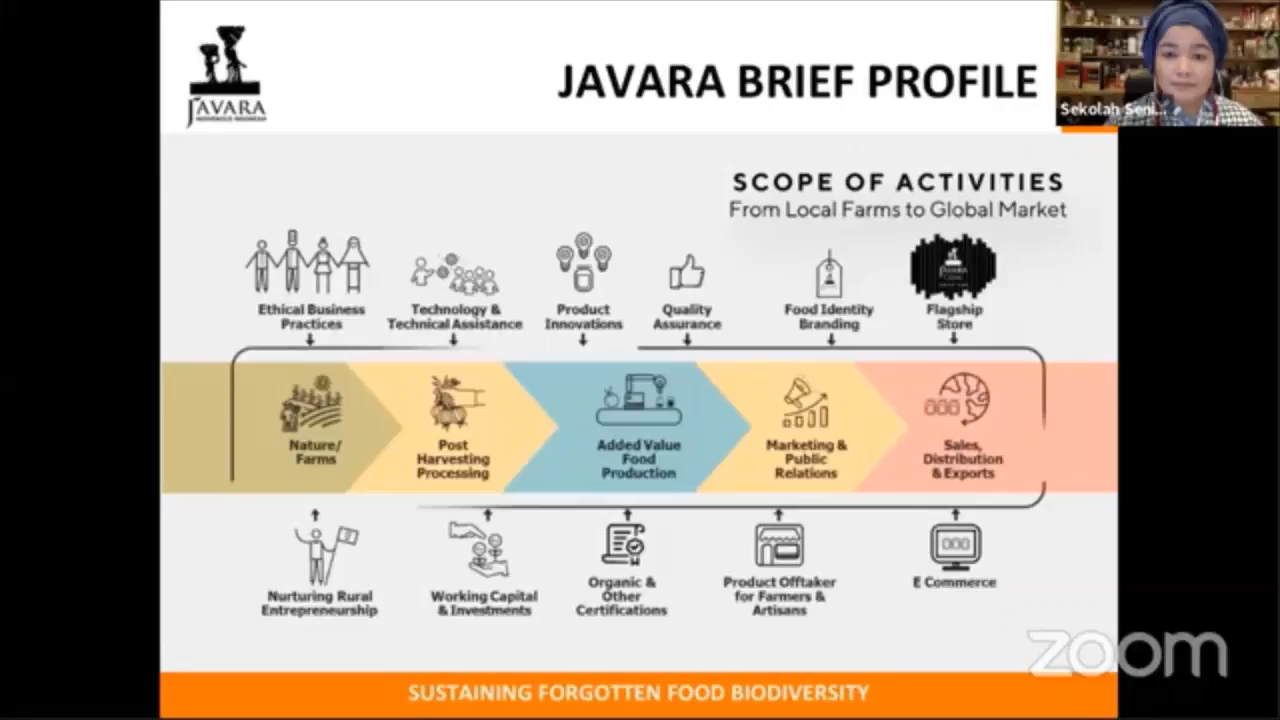 JAVARA
INDIGENOUS INDONESIA
JAVARA BRIEF PROFILE
Sekolah Seni...
SCOPE OF ACTIVITIES
From Local Farms to Global Market
Ethical Business
Practices
Technology &
Technical Assistance
Product
Innovations
Quality
Assurance
Food Identity
Branding
JAVARA
Flagship
Store
Nature/
Farms
Post
Harvesting
Processing
Added Value
Food
Production
Marketing &
Public
Relations
Sales,
Distribution
& Exports
Nurturing Rural
Entrepreneurship
Working Capital
& Investments
Organic &
Other
Certifications
Product Offtaker
for Farmers &
Artisans
E Commerce
zoom
SUSTAINING FORGOTTEN FOOD BIODIVERSITY